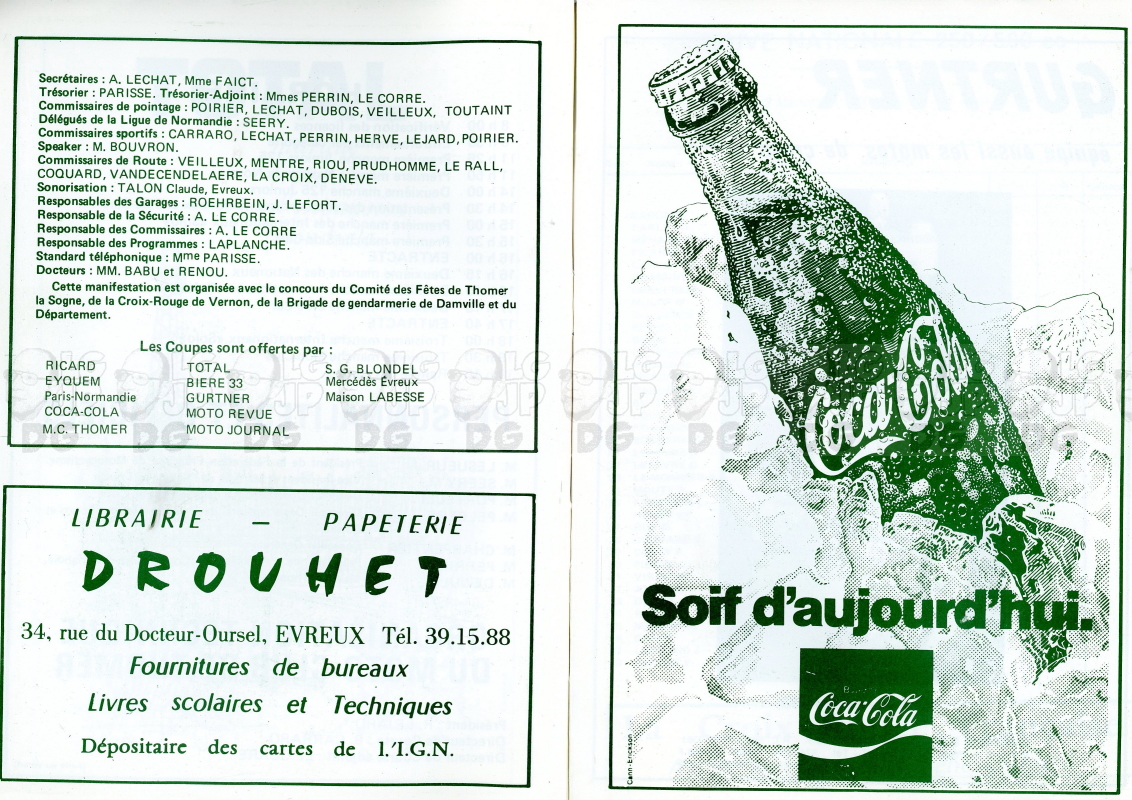 Secrétaires : A. LECHAT, Mme FAICT.
Trésorier : PARISSE. Trésorier-Adjoint : Mmes PERRIN, LE CORRE.
Commissaires de pointage : POIRIER, LECHAT, DUBOIS, VEILLEUX, TOUTAINT
Délégués de la Ligue de Normandie : SEERY.
Commissaires sportifs : CARRARO, LECHAT, PERRIN, HERVE, LEJARD, POIRIER.
Speaker : M. BOUVRON.
Commissaires de Route : VEILLEUX, MENTRE, RIOU, PRUDHOMME, LE RALL,
COQUARD, VANDECENDELAERE, LA CROIX, DENEVE.
Sonorisation : TALON Claude, Evreux.
Responsables des Garages : ROEHRBEIN, J. LEFORT.
Responsable de la Sécurité : A. LE CORRE.
Responsable des Commissaires : A. LE CORRE
Responsable des Programmes : LAPLANCHE.
Standard téléphonique : Mme PARISSE.
Docteurs : MM. BABU et RENOU.
Cette manifestation est organisée avec le concours du Comité des Fêtes de Thomer
la Sogne, de la Croix-Rouge de Vernon, de la Brigade de gendarmerie de Damville et du
Département.
Les Coupes sont offertes par :
RICARD TOTAL S. G. BLONDEL
EYQUEM BIERE 33 Mercédès Évreux
Paris-Normandie GURTNER Maison LABESSE
COCA-COLA MOTO REVUE
M.C. THOMER MOTO JOURNAL
LIBRAIRIE — PAPETERIE
DROUHET
34, rue du Docteur-Oursel, EVREUX Tél. 39.15.88
Fournitures de bureaux
Livres scolaires et Techniques
Dépositaire des cartes de l.'I.G.N.
Coca-Cola
Soif d'aujourd'hui.
Buvez
Coca-Cola
Cann-Erickson